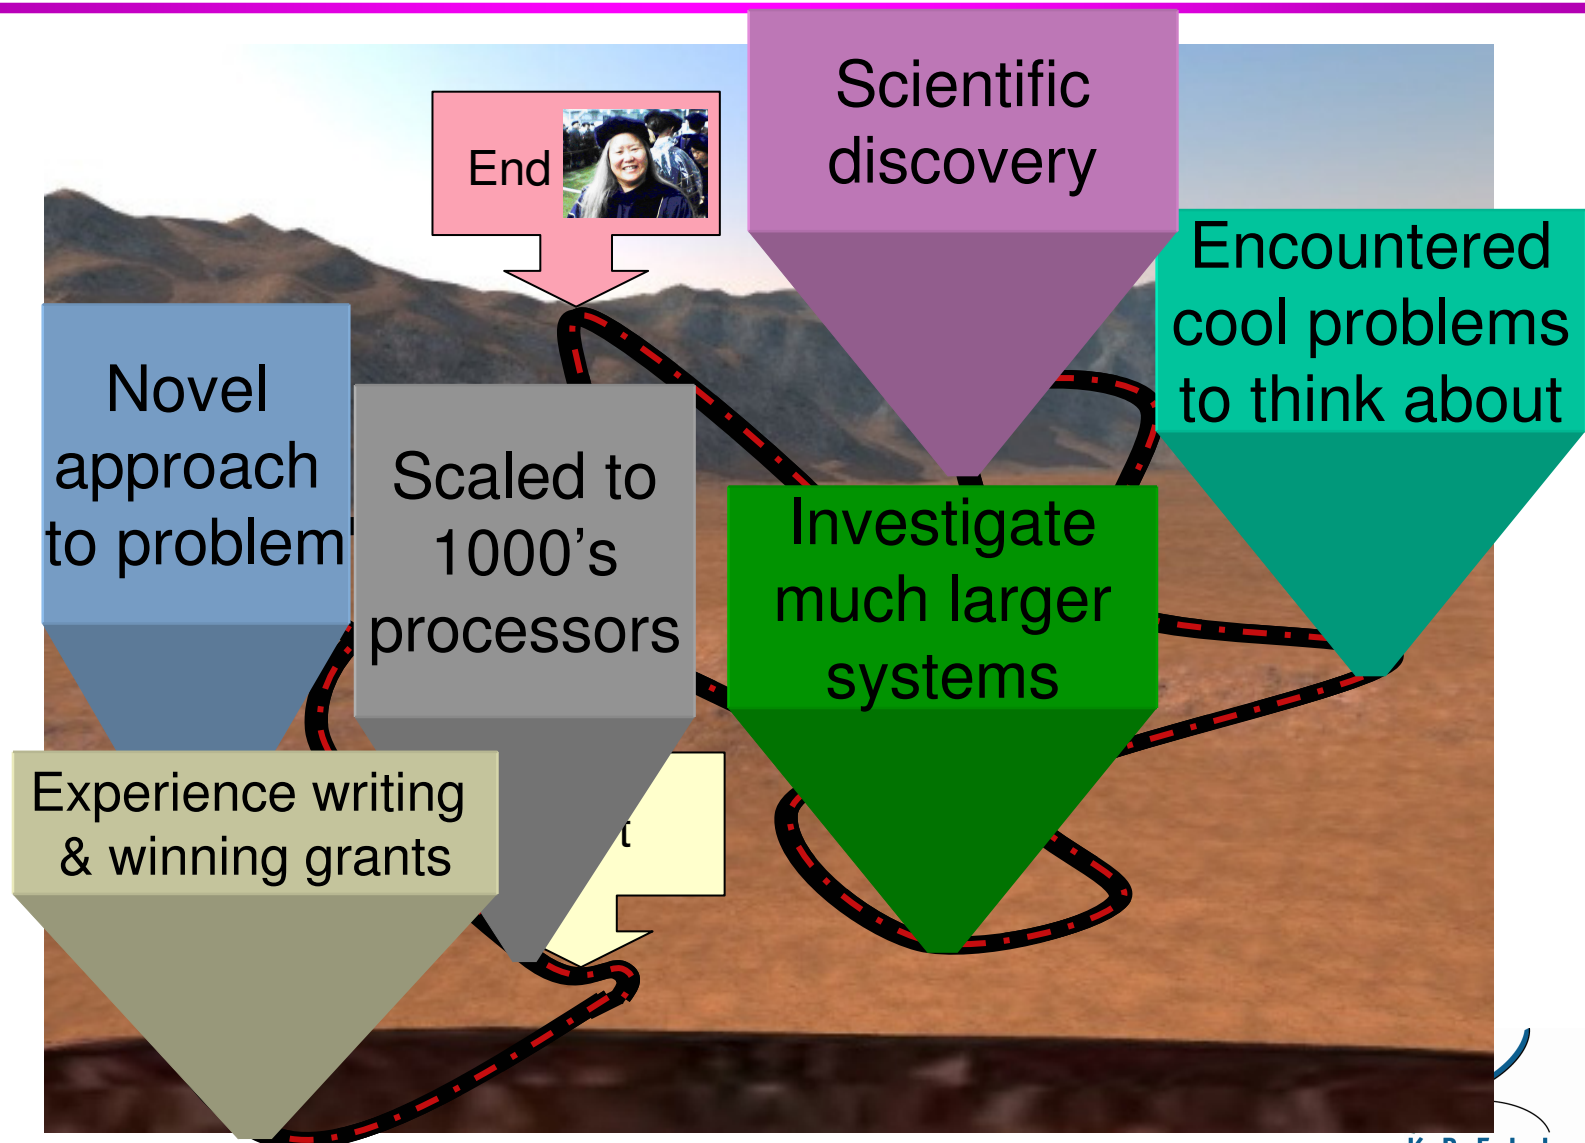 End
Scientific
discovery
Encountered
cool problems
to think about
Novel
approach
to problem
Scaled to
1000’s
processors
Investigate
much larger
systems
Experience writing
& winning grants